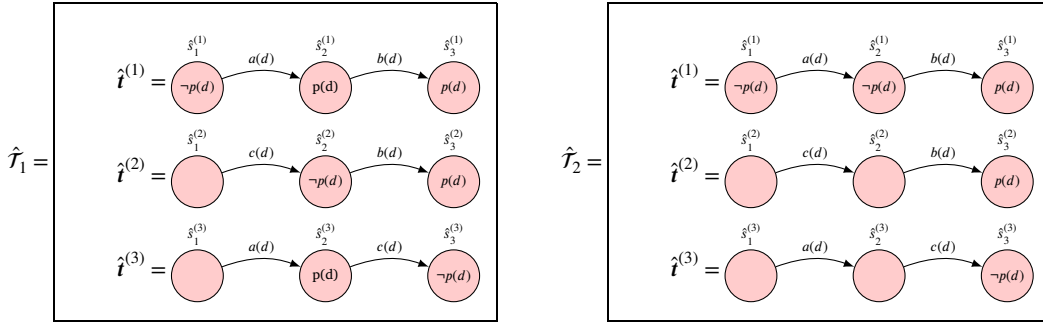 ŝ₁⁽¹⁾ a(d) ŝ₂⁽¹⁾ b(d) ŝ₃⁽¹⁾
t̂⁽¹⁾ = ¬p(d) p(d) p(d)
ŝ₁⁽²⁾ c(d) ŝ₂⁽²⁾ b(d) ŝ₃⁽²⁾
𝒯̂₁ = t̂⁽²⁾ = ¬p(d) p(d)
ŝ₁⁽³⁾ a(d) ŝ₂⁽³⁾ c(d) ŝ₃⁽³⁾
t̂⁽³⁾ = p(d) ¬p(d)
ŝ₁⁽¹⁾ a(d) ŝ₂⁽¹⁾ b(d) ŝ₃⁽¹⁾
t̂⁽¹⁾ = ¬p(d) ¬p(d) p(d)
ŝ₁⁽²⁾ c(d) ŝ₂⁽²⁾ b(d) ŝ₃⁽²⁾
𝒯̂₂ = t̂⁽²⁾ = p(d)
ŝ₁⁽³⁾ a(d) ŝ₂⁽³⁾ c(d) ŝ₃⁽³⁾
t̂⁽³⁾ = ¬p(d)